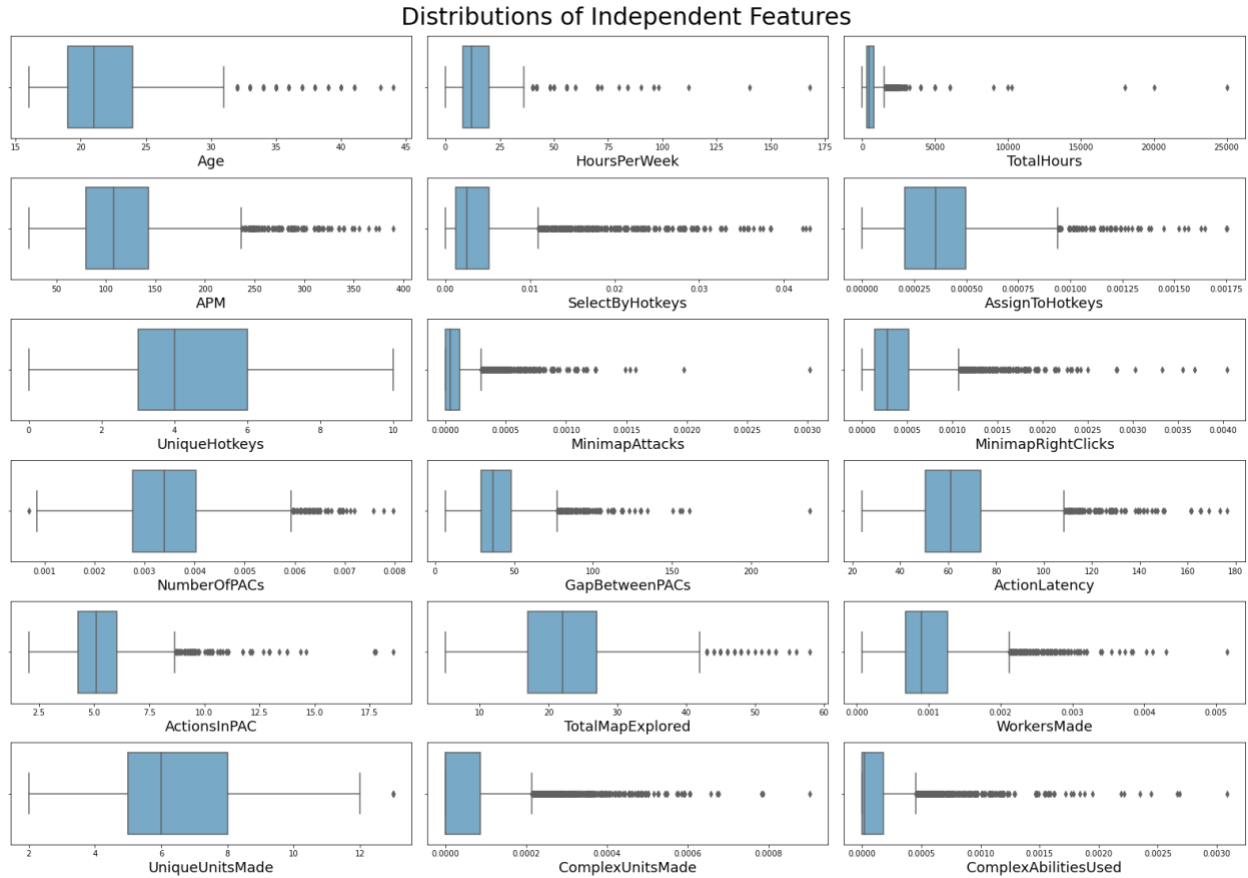 Distributions of Independent Features
15 20 25 30 35 40 45
Age
0 25 50 75 100 125 150 175
HoursPerWeek
0 5000 10000 15000 20000 25000
TotalHours
50 100 150 200 250 300 350 400
APM
0.00 0.01 0.02 0.03 0.04
SelectByHotkeys
0.00000 0.00025 0.00050 0.00075 0.00100 0.00125 0.00150 0.00175
AssignToHotkeys
0 2 4 6 8 10
UniqueHotkeys
0.0000 0.0005 0.0010 0.0015 0.0020 0.0025 0.0030
MinimapAttacks
0.0000 0.0005 0.0010 0.0015 0.0020 0.0025 0.0030 0.0035 0.0040
MinimapRightClicks
0.001 0.002 0.003 0.004 0.005 0.006 0.007 0.008
NumberOfPACs
0 50 100 150 200
GapBetweenPACs
20 40 60 80 100 120 140 160 180
ActionLatency
2.5 5.0 7.5 10.0 12.5 15.0 17.5
ActionsInPAC
10 20 30 40 50 60
TotalMapExplored
0.000 0.001 0.002 0.003 0.004 0.005
WorkersMade
2 4 6 8 10 12
UniqueUnitsMade
0.0000 0.0002 0.0004 0.0006 0.0008
ComplexUnitsMade
0.0000 0.0005 0.0010 0.0015 0.0020 0.0025 0.0030
ComplexAbilitiesUsed